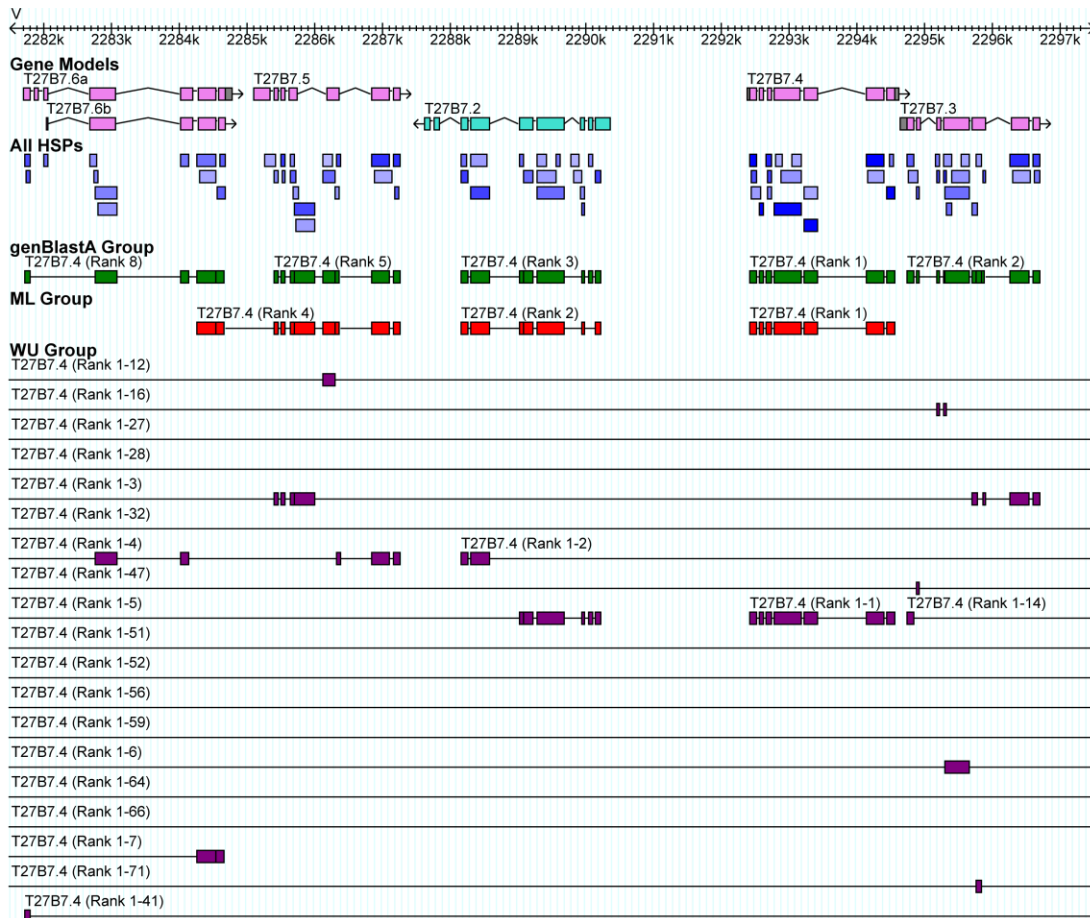 V
2282k 2283k 2284k 2285k 2286k 2287k 2288k 2289k 2290k 2291k 2292k 2293k 2294k 2295k 2296k 2297k
Gene Models
T27B7.6a T27B7.5 T27B7.4
T27B7.6b T27B7.2 T27B7.3
All HSPs
genBlastA Group
T27B7.4 (Rank 8) T27B7.4 (Rank 5) T27B7.4 (Rank 3) T27B7.4 (Rank 1) T27B7.4 (Rank 2)
ML Group
T27B7.4 (Rank 4) T27B7.4 (Rank 2) T27B7.4 (Rank 1)
WU Group
T27B7.4 (Rank 1-12)
T27B7.4 (Rank 1-16)
T27B7.4 (Rank 1-27)
T27B7.4 (Rank 1-28)
T27B7.4 (Rank 1-3)
T27B7.4 (Rank 1-32)
T27B7.4 (Rank 1-4) T27B7.4 (Rank 1-2)
T27B7.4 (Rank 1-47)
T27B7.4 (Rank 1-5) T27B7.4 (Rank 1-1) T27B7.4 (Rank 1-14)
T27B7.4 (Rank 1-51)
T27B7.4 (Rank 1-52)
T27B7.4 (Rank 1-56)
T27B7.4 (Rank 1-59)
T27B7.4 (Rank 1-6)
T27B7.4 (Rank 1-64)
T27B7.4 (Rank 1-66)
T27B7.4 (Rank 1-7)
T27B7.4 (Rank 1-71)
T27B7.4 (Rank 1-41)